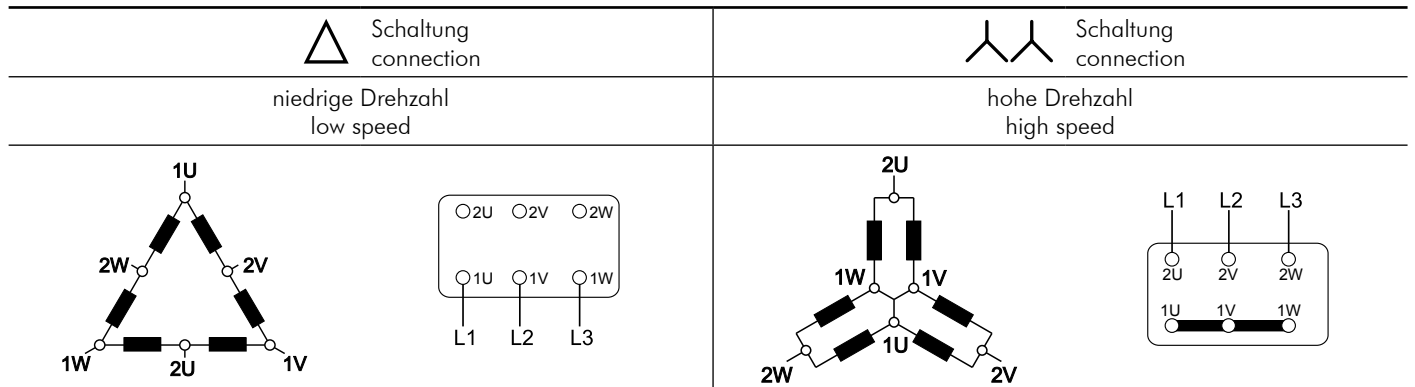 Schaltung
connection
Schaltung
connection
niedrige Drehzahl
low speed
hohe Drehzahl
high speed
1U
2W 2V
1W 2U 1V
2U 2V 2W
1U 1V 1W
L1 L2 L3
2U
1W 1V
1U
2W 2V
L1 L2 L3
2U 2V 2W
1U 1V 1W